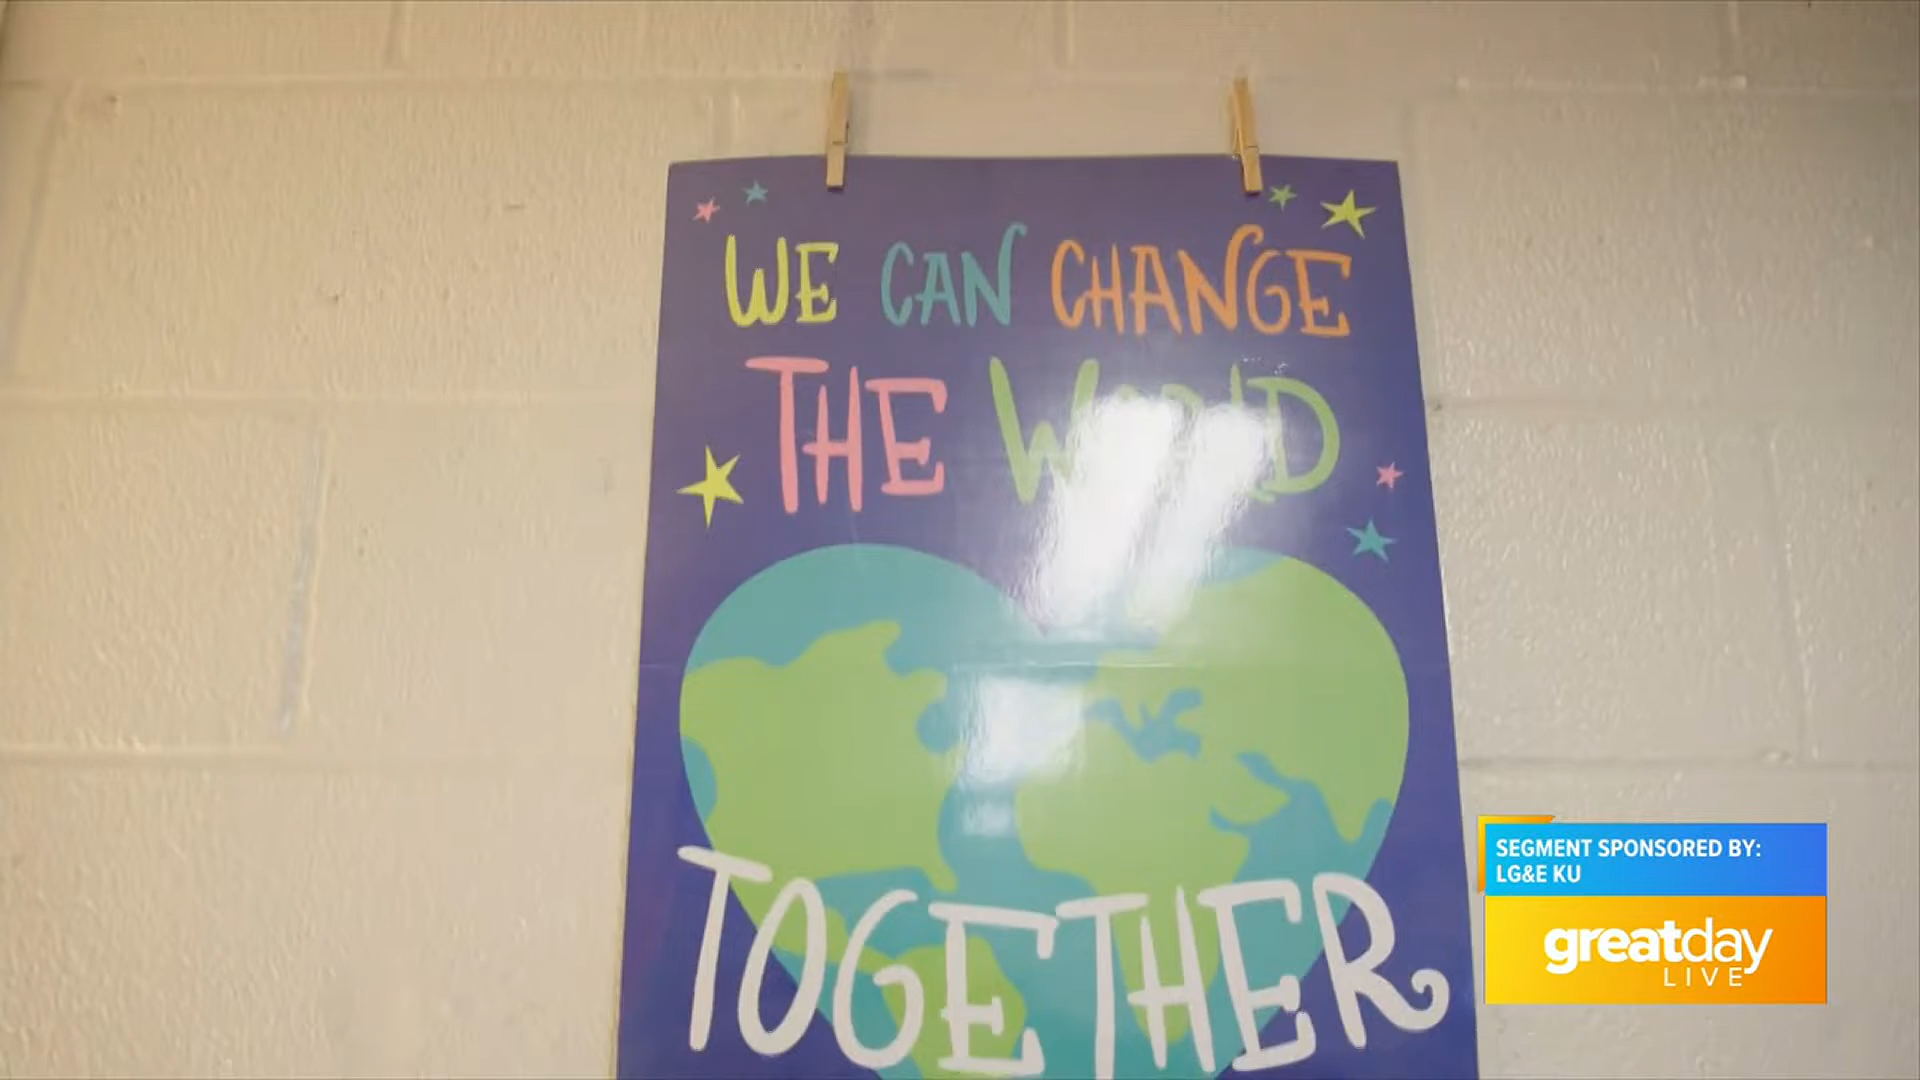 WE CAN CHANGE
THE WORLD
TOGETHER
SEGMENT SPONSORED BY:
LG&E KU
greatday
LIVE